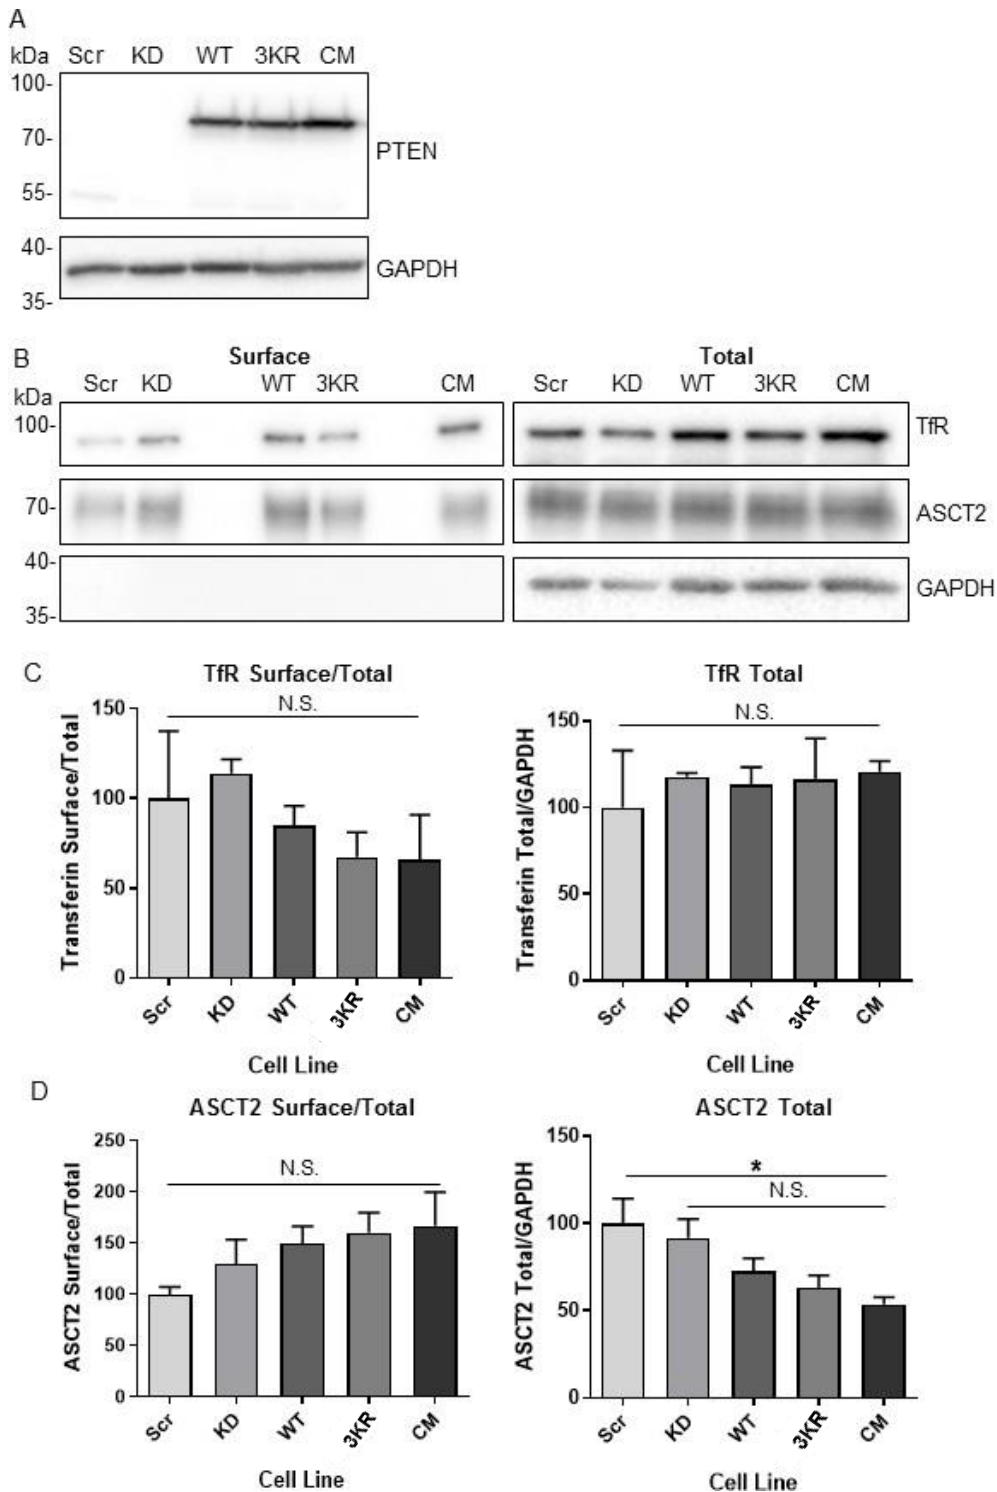 A
kDa Scr KD WT 3KR CM
100-
70-
55-
PTEN
40-
35-
GAPDH
B
Surface
Total
Scr KD WT 3KR CM
Scr KD WT 3KR CM
kDa
100-
TfR
70-
ASCT2
40-
35-
GAPDH
C
TfR Surface/Total
N.S.
Transferin Surface/Total
150
100
50
0
Scr KD WT 3KR CM
Cell Line
TfR Total
N.S.
Transferin Total/GAPDH
150
100
50
0
Scr KD WT 3KR CM
Cell Line
D
ASCT2 Surface/Total
N.S.
ASCT2 Surface/Total
250
200
150
100
50
0
Scr KD WT 3KR CM
Cell Line
ASCT2 Total
*
N.S.
ASCT2 Total/GAPDH
150
100
50
0
Scr KD WT 3KR CM
Cell Line